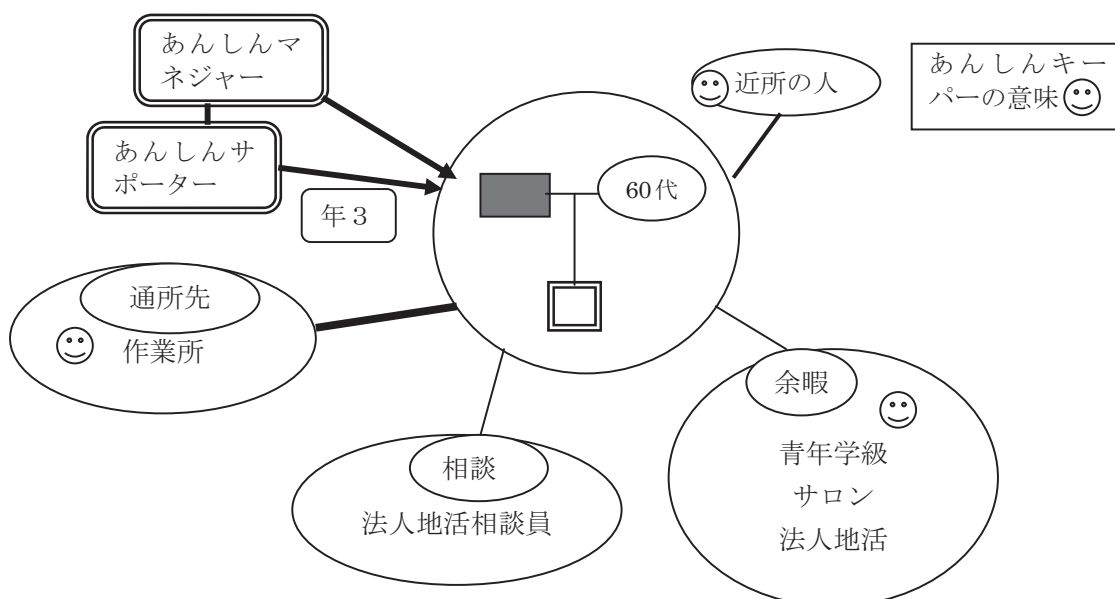 あんしんマ
ネジャー
あんしんサ
ポーター
年3
近所の人
あんしんキー
パーの意味
60代
通所先
作業所
相談
法人地活相談員
余暇
青年学級
サロン
法人地活